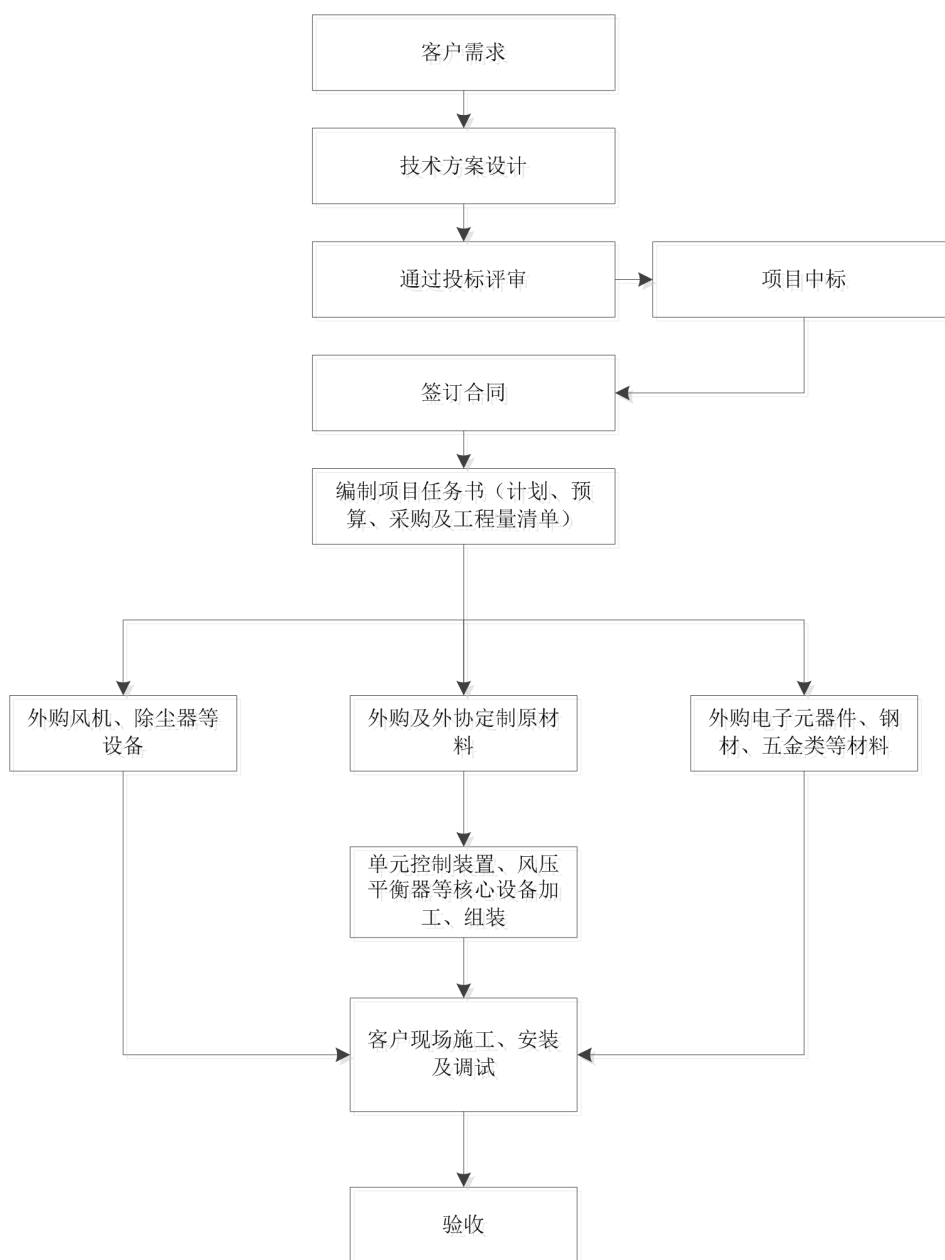 客户需求
技术方案设计
通过投标评审
项目中标
签订合同
编制项目任务书（计划、预
算、采购及工程量清单）
外购风机、除尘器等
设备
外购及外协定制原材
料
外购电子元器件、钢
材、五金类等材料
单元控制装置、风压
平衡器等核心设备加
工、组装
客户现场施工、安装
及调试
验收